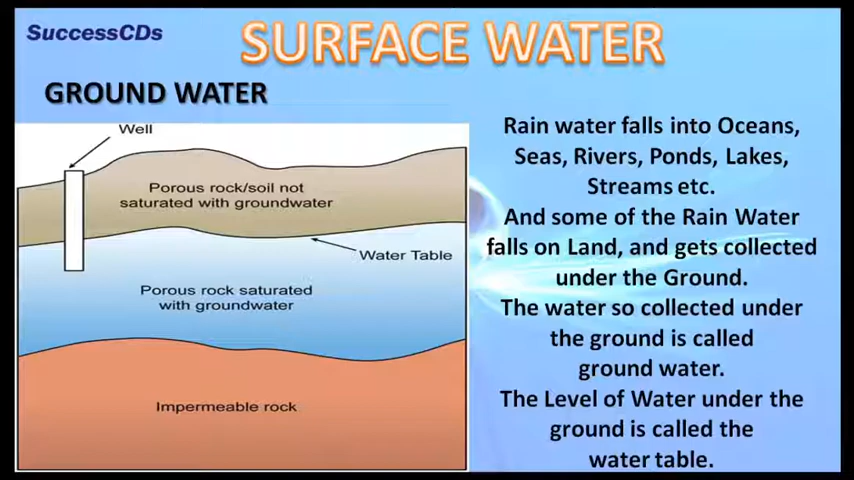 SuccessCDs
SURFACE WATER
GROUND WATER
Well
Porous rock/soil not
saturated with groundwater
Water Table
Porous rock saturated
with groundwater
Impermeable rock
Rain water falls into Oceans,
Seas, Rivers, Ponds, Lakes,
Streams etc.
And some of the Rain Water
falls on Land, and gets collected
under the Ground.
The water so collected under
the ground is called
ground water.
The Level of Water under the
ground is called the
water table.